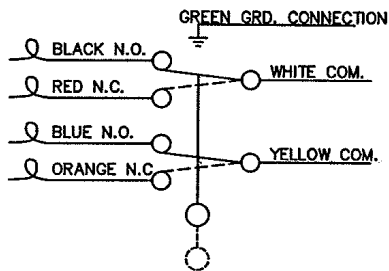 GREEN GRD. CONNECTION
BLACK N.O.
WHITE COM.
RED N.C.
BLUE N.O.
YELLOW COM.
ORANGE N.C